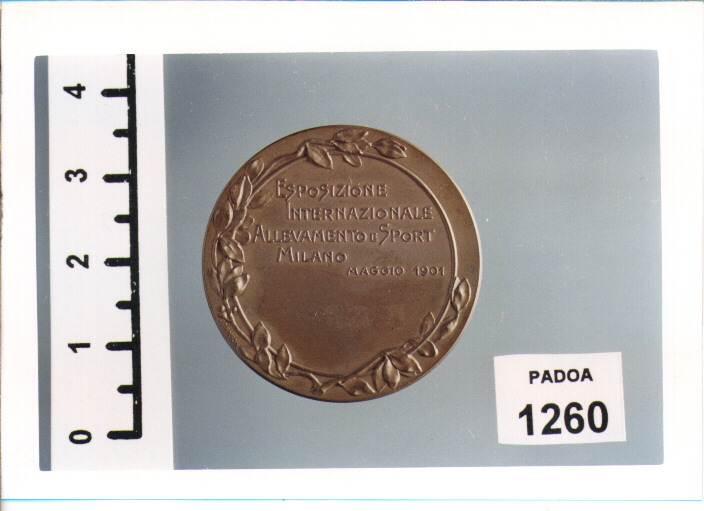 ESPOSIZIONE
INTERNAZIONALE
ALLEVAMENTO E SPORT
MILANO
MAGGIO 1901
4
3
2
1
0
PADOA
1260